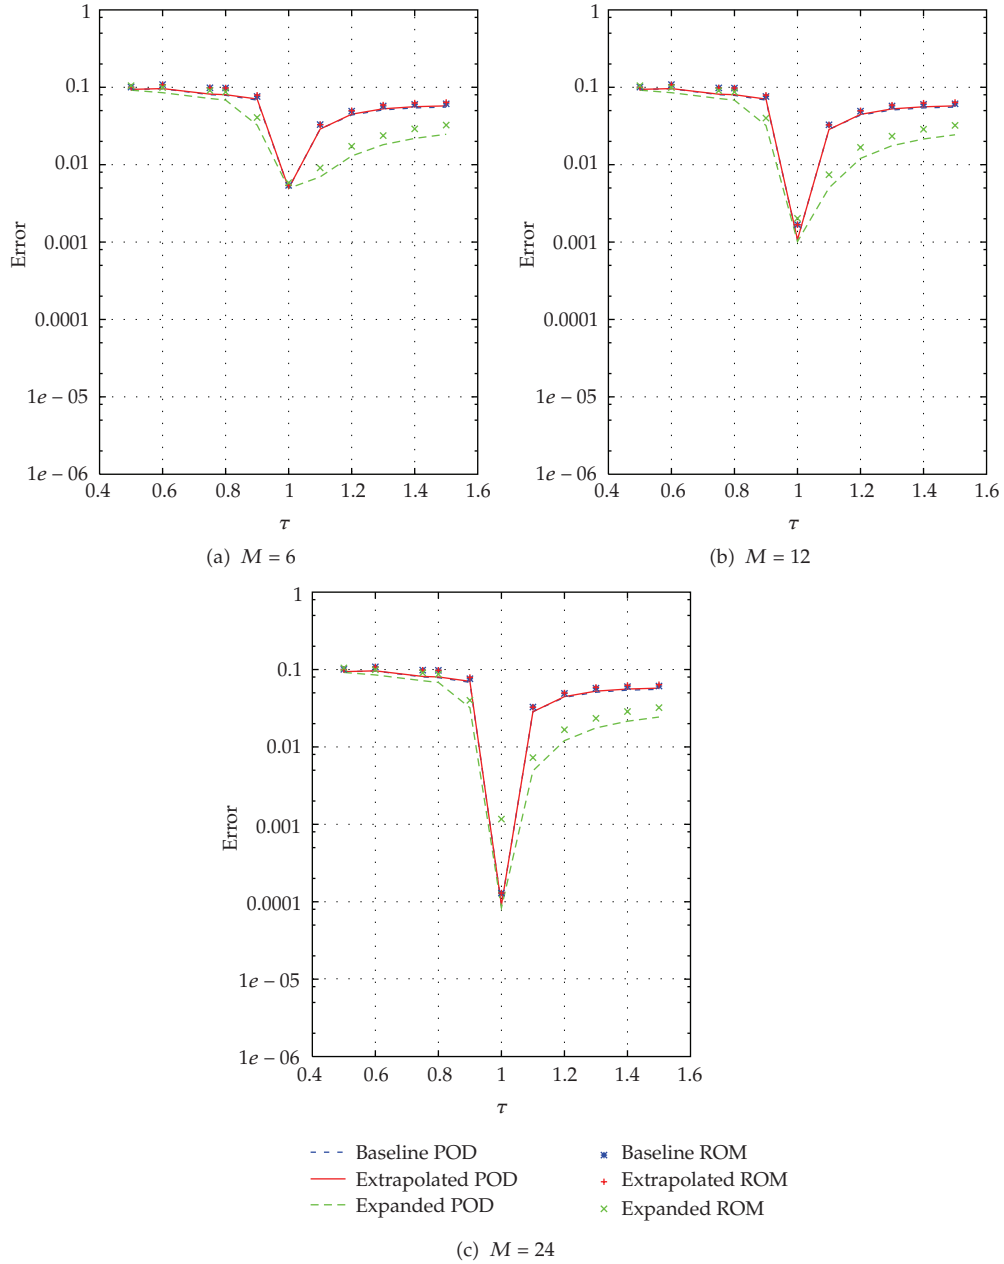 1
0.1
0.01
0.001
0.0001
1e − 05
1e − 06
Error
0.4 0.6 0.8 1 1.2 1.4 1.6
τ
(a) M = 6
1
0.1
0.01
0.001
0.0001
1e − 05
1e − 06
Error
0.4 0.6 0.8 1 1.2 1.4 1.6
τ
(b) M = 12
1
0.1
0.01
0.001
0.0001
1e − 05
1e − 06
Error
0.4 0.6 0.8 1 1.2 1.4 1.6
τ
Baseline POD
Extrapolated POD
Expanded POD
Baseline ROM
Extrapolated ROM
Expanded ROM
(c) M = 24